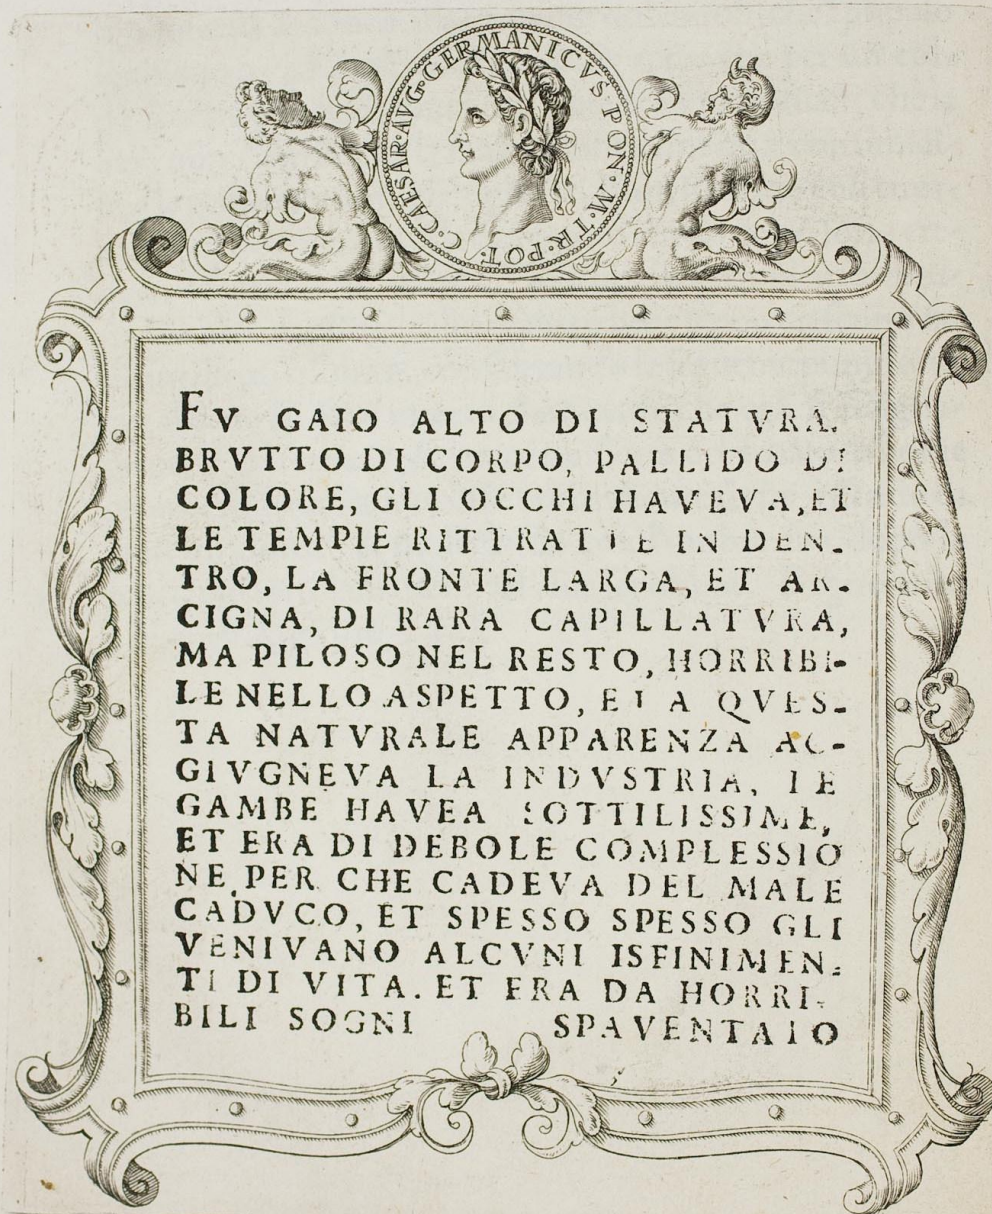 C·CAESAR·AVG·GERMANICVS PON·M·TR·POT·
FV GAIO ALTO DI STATVRA.
BRVTTO DI CORPO, PALLIDO DI
COLORE, GLI OCCHI HAVEVA, ET
LE TEMPIE RITTRATTE IN DEN-
TRO, LA FRONTE LARGA, ET AR-
CIGNA, DI RARA CAPILLATVRA,
MA PILOSO NEL RESTO, HORRIBI-
LE NELLO ASPETTO, ET A QVES-
TA NATVRALE APPARENZA AG-
GIVGNEVA LA INDVSTRIA, LE
GAMBE HAVEA SOTTILISSIME,
ET ERA DI DEBOLE COMPLESSIO
NE, PER CHE CADEVA DEL MALE
CADVCO, ET SPESSO SPESSO GLI
VENIVANO ALCVNI ISFINIMEN-
TI DI VITA. ET ERA DA HORRI-
BILI SOGNI SPAVENTATO